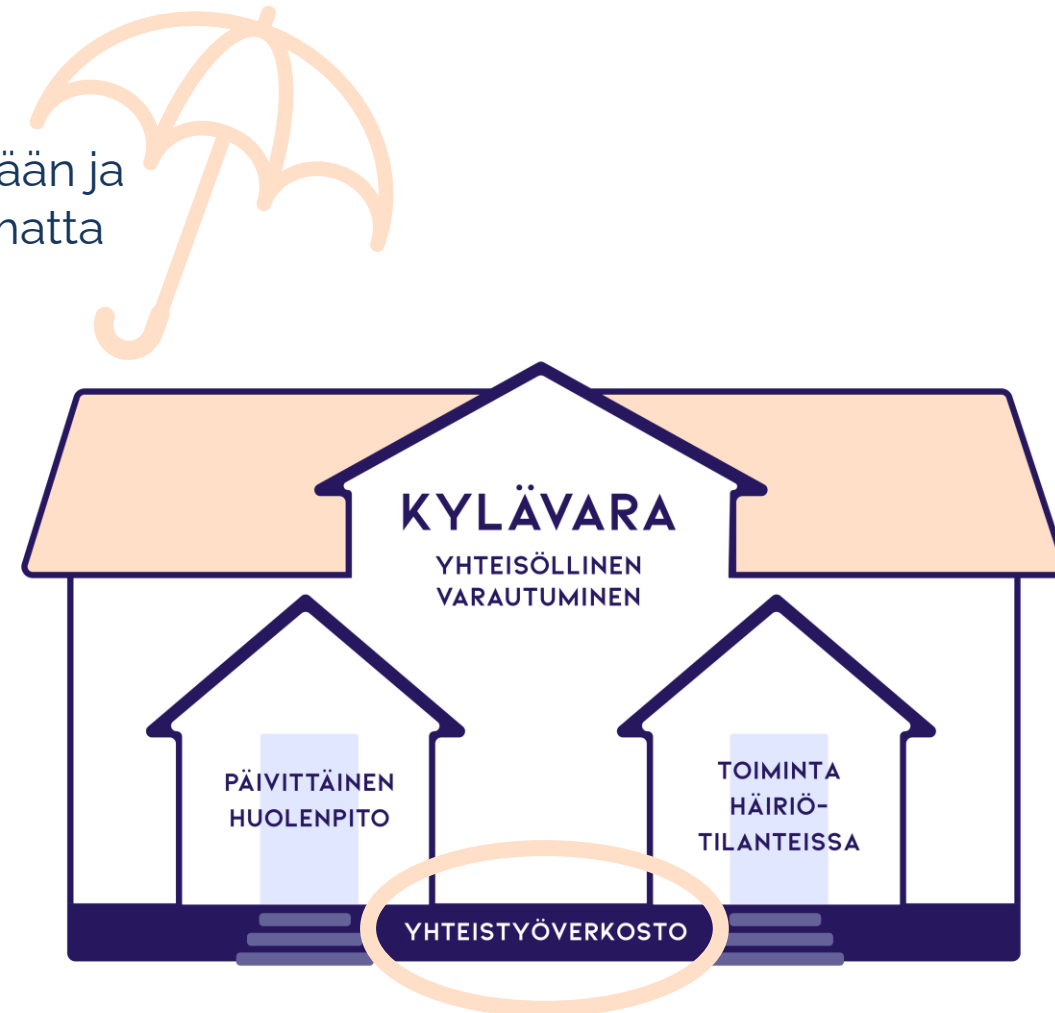 ään ja
natta
KYLÄVARA
YHTEISÖLLINEN
VARAUTUMINEN
PÄIVITTÄINEN
HUOLENPITO
TOIMINTA
HÄIRIÖ-
TILANTEISSA
YHTEISTYÖVERKOSTO